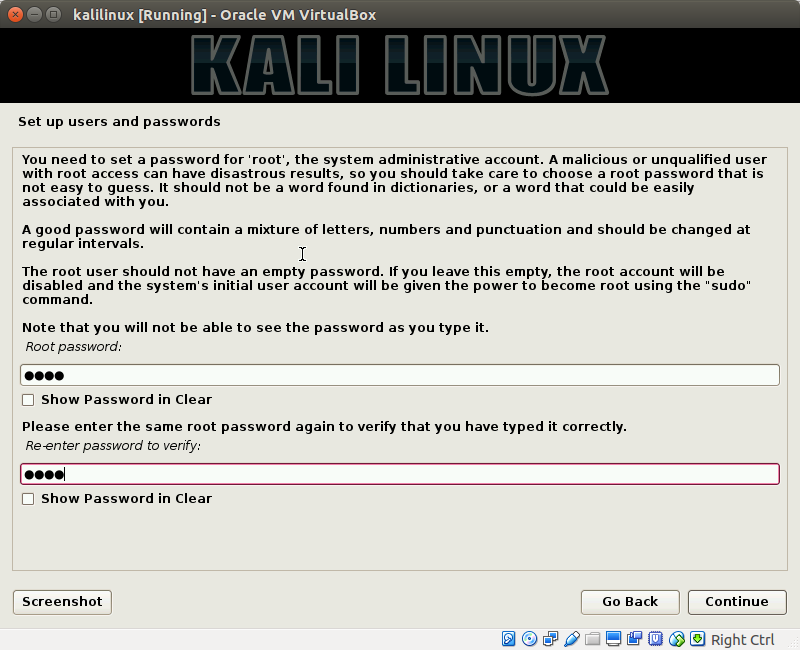 kalilinux [Running] - Oracle VM VirtualBox
KALI LINUX
Set up users and passwords
You need to set a password for 'root', the system administrative account. A malicious or unqualified user
with root access can have disastrous results, so you should take care to choose a root password that is
not easy to guess. It should not be a word found in dictionaries, or a word that could be easily
associated with you.
A good password will contain a mixture of letters, numbers and punctuation and should be changed at
regular intervals.
The root user should not have an empty password. If you leave this empty, the root account will be
disabled and the system's initial user account will be given the power to become root using the "sudo"
command.
Note that you will not be able to see the password as you type it.
Root password:
●●●●
Show Password in Clear
Please enter the same root password again to verify that you have typed it correctly.
Re-enter password to verify:
●●●●
Show Password in Clear
Screenshot
Go Back
Continue
Right Ctrl